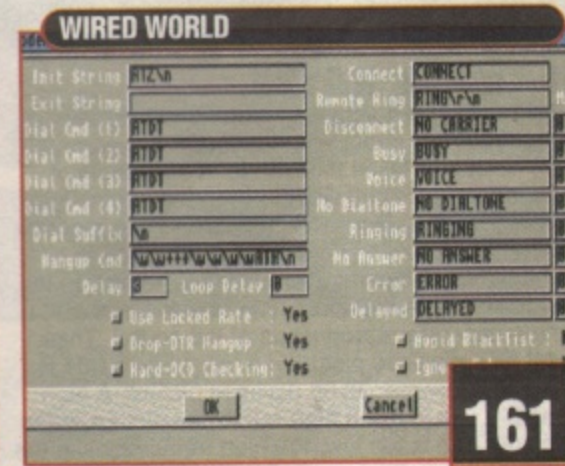 WIRED WORLD
Init String ATZ\n
Exit String
Dial Cmd (1) ATDT
Dial Cmd (2) ATDT
Dial Cmd (3) ATDT
Dial Cmd (4) ATDT
Dial Suffix \n
Hangup Cmd \w\w+++\w\w\w\wATH\n
Delay 3 Loop Delay 0
Use Locked Rate : Yes
Drop-DTR Hangup : Yes
Hard-DCD Checking: Yes
Connect CONNECT
Remote Ring RING\r\n
Disconnect NO CARRIER
Busy BUSY
Voice VOICE
No Dialtone NO DIALTONE
Ringing RINGING
No Answer NO ANSWER
Error ERROR
Delayed DELAYED
Avoid Blacklist :
OK
Cancel
161